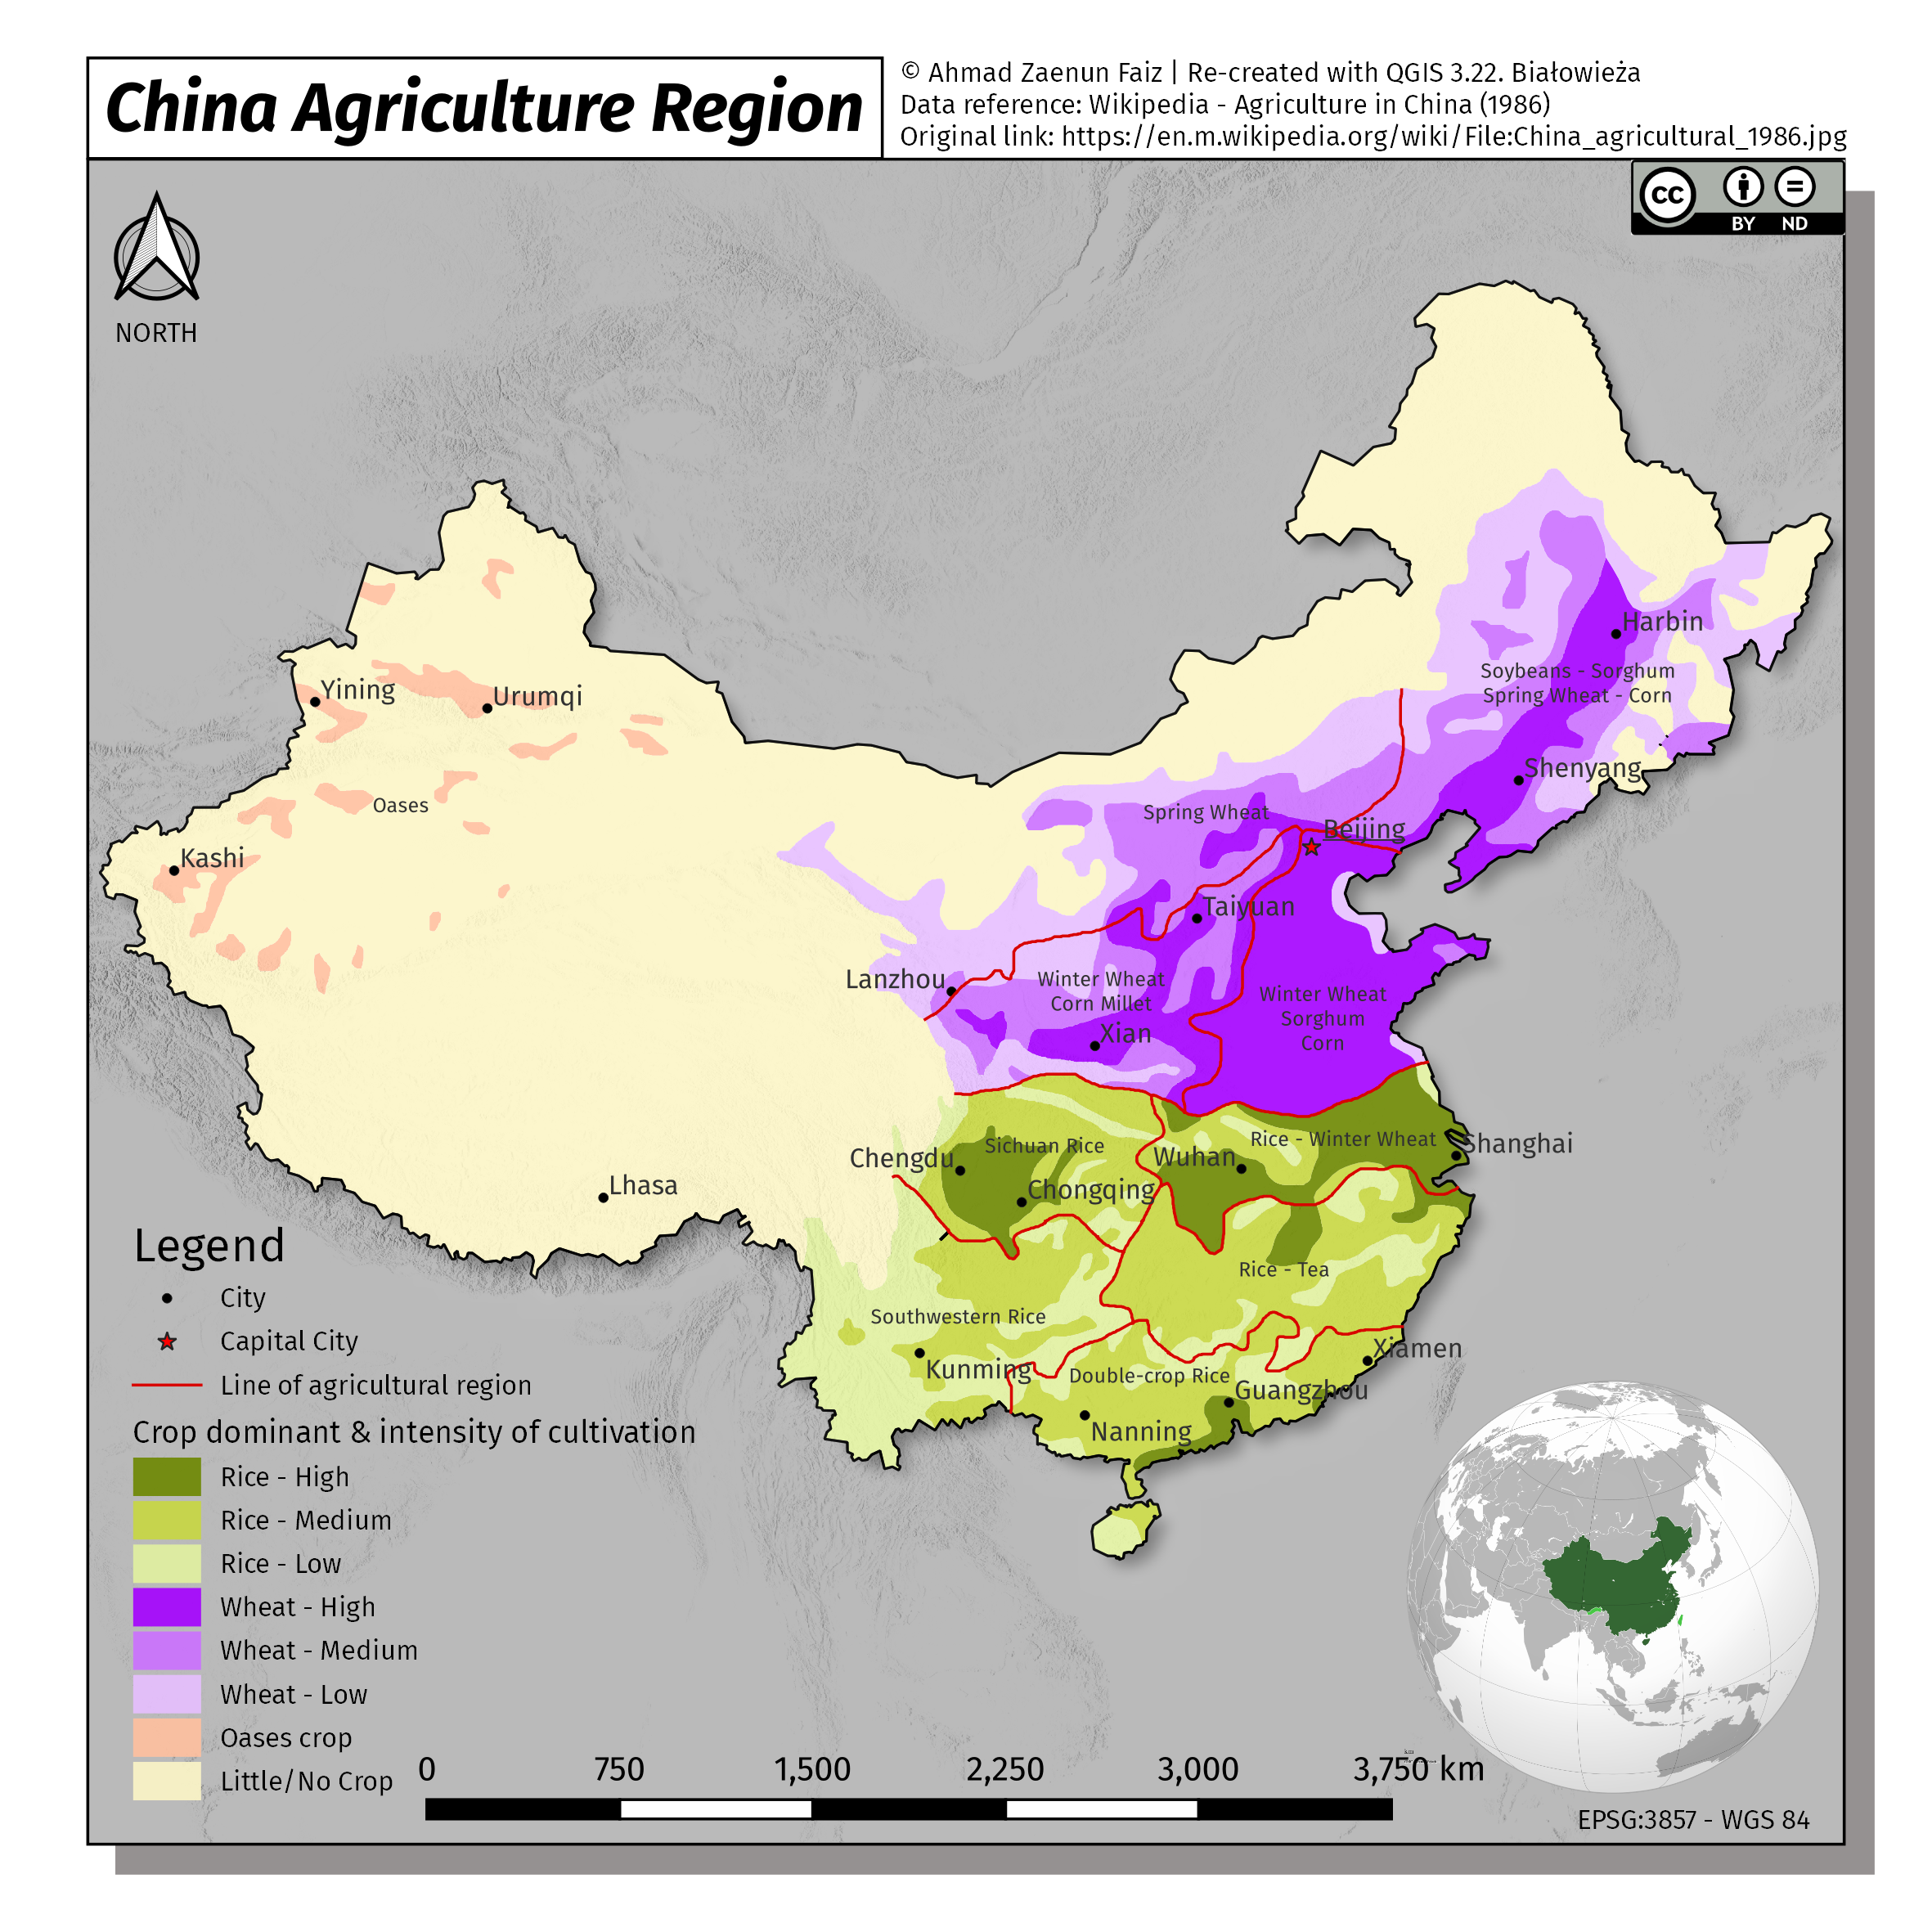 China Agriculture Region
© Ahmad Zaenun Faiz | Re-created with QGIS 3.22. Białowieża
Data reference: Wikipedia - Agriculture in China (1986)
Original link: https://en.m.wikipedia.org/wiki/File:China_agricultural_1986.jpg
cc
BY ND
NORTH
Harbin
Soybeans - Sorghum
Spring Wheat - Corn
Yining
Urumqi
Shenyang
Oases
Spring Wheat
Beijing
Kashi
Taiyuan
Lanzhou
Winter Wheat
Corn Millet
Winter Wheat
Sorghum
Corn
Xian
Sichuan Rice
Rice - Winter Wheat
Shanghai
Chengdu
Wuhan
Lhasa
Chongqing
Rice - Tea
Southwestern Rice
Xiamen
Kunming
Double-crop Rice
Guangzhou
Nanning
Legend
City
Capital City
Line of agricultural region
Crop dominant & intensity of cultivation
Rice - High
Rice - Medium
Rice - Low
Wheat - High
Wheat - Medium
Wheat - Low
Oases crop
Little/No Crop
0 750 1,500 2,250 3,000 3,750 km
EPSG:3857 - WGS 84